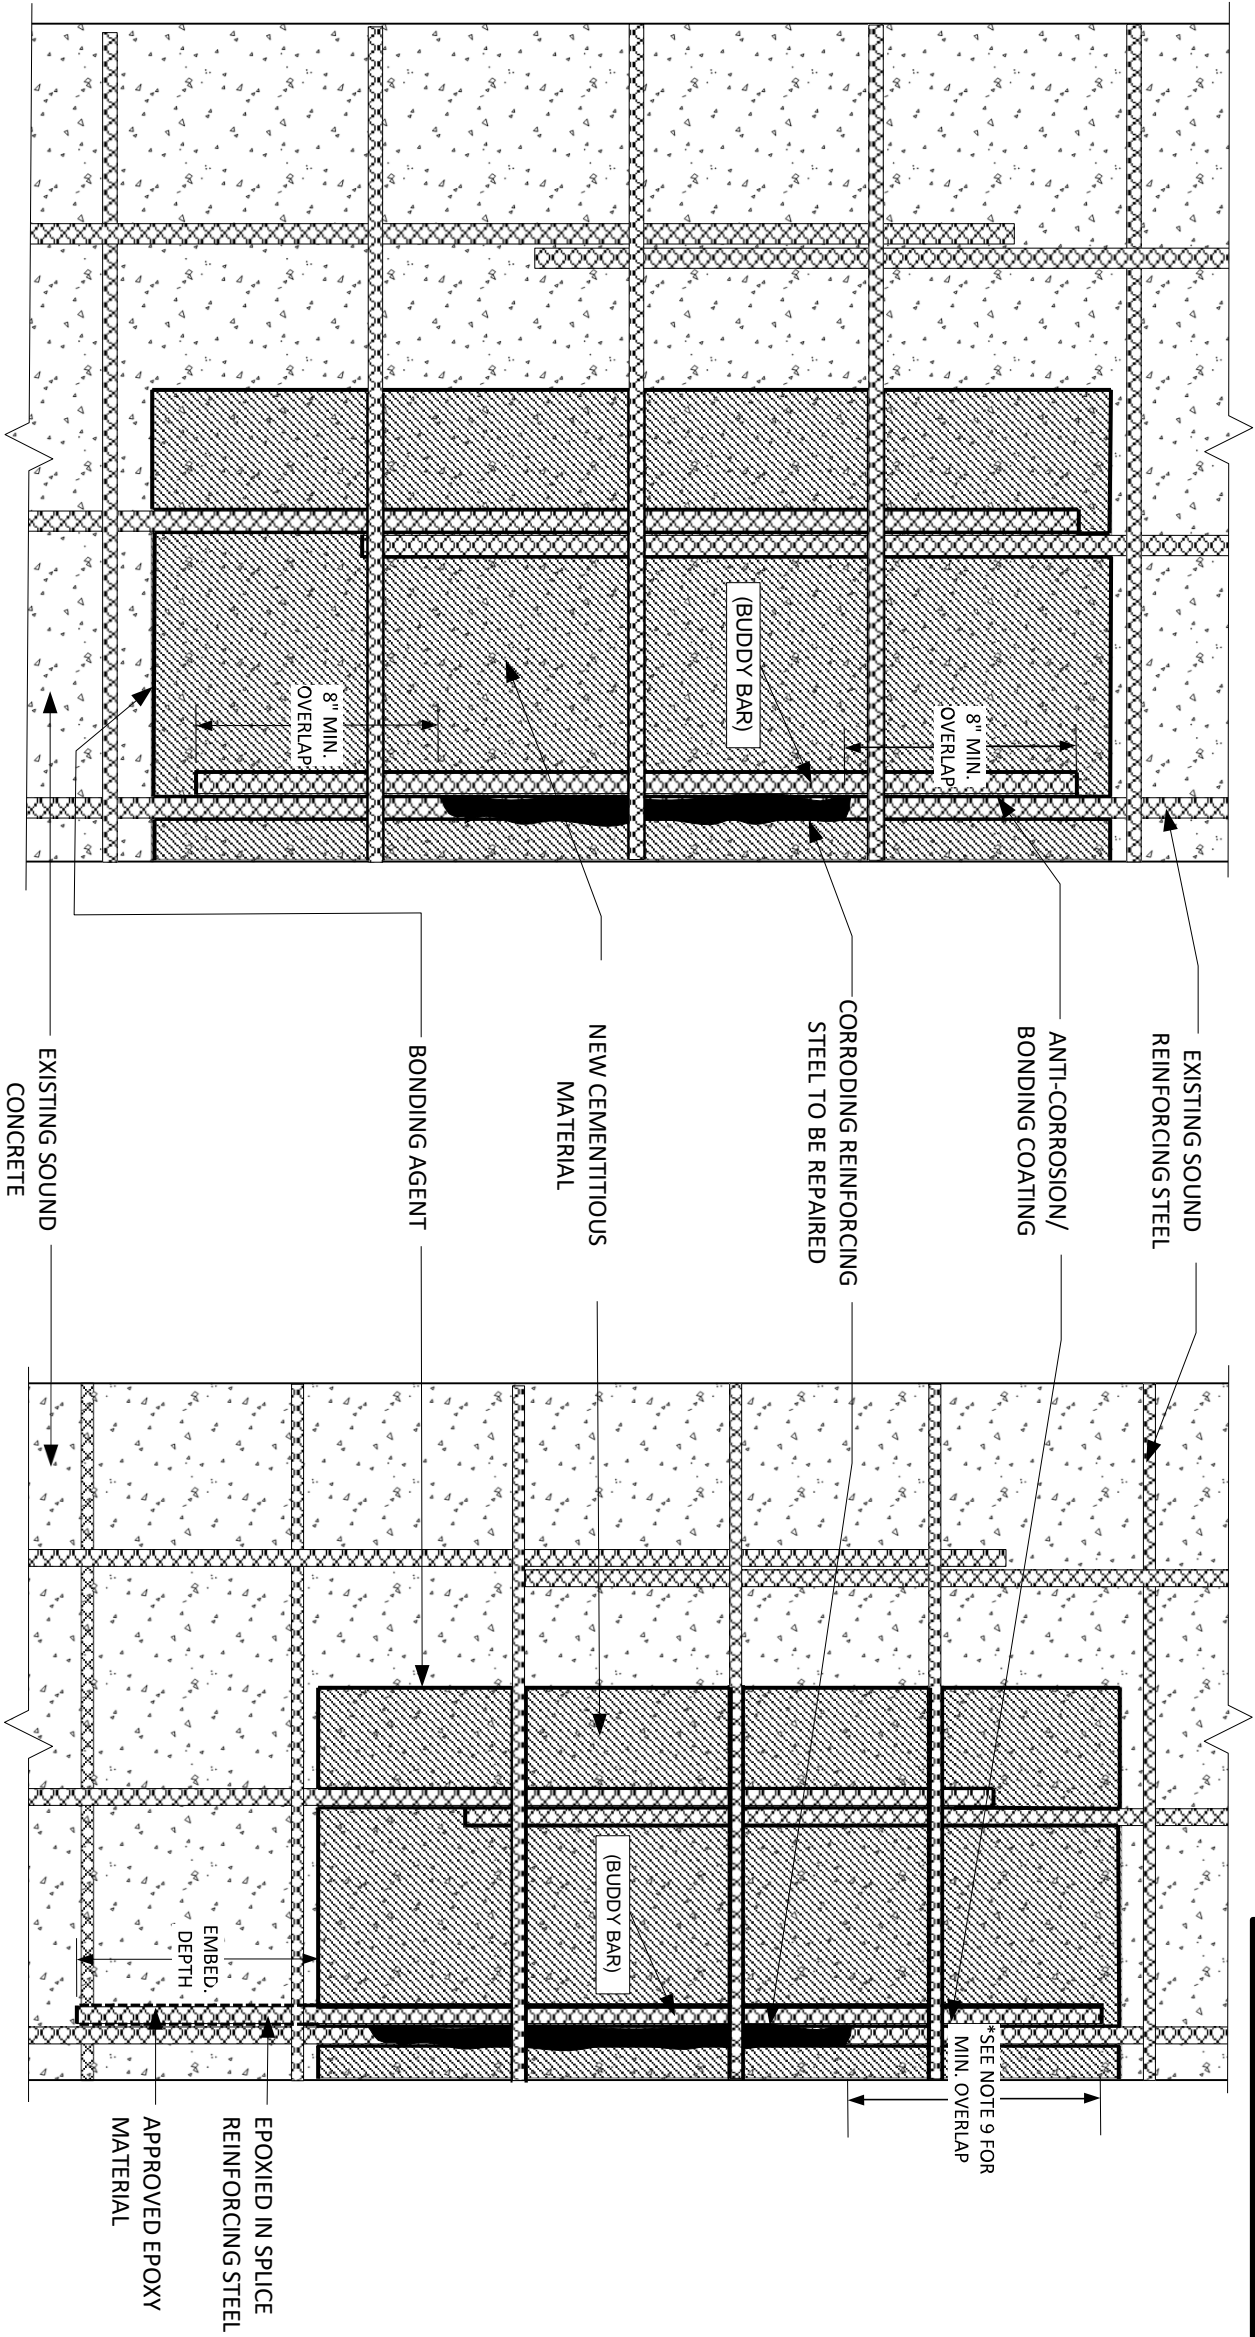 (BUDDY BAR)
8" MIN.
OVERLAP
8" MIN.
OVERLAP
EXISTING SOUND
REINFORCING STEEL
ANTI-CORROSION/
BONDING COATING
CORRODING REINFORCING
STEEL TO BE REPAIRED
NEW CEMENTITIOUS
MATERIAL
BONDING AGENT
EXISTING SOUND
CONCRETE
(BUDDY BAR)
EMBED.
DEPTH
*SEE NOTE 9 FOR
MIN. OVERLAP
EPOXIED IN SPLICE
REINFORCING STEEL
APPROVED EPOXY
MATERIAL